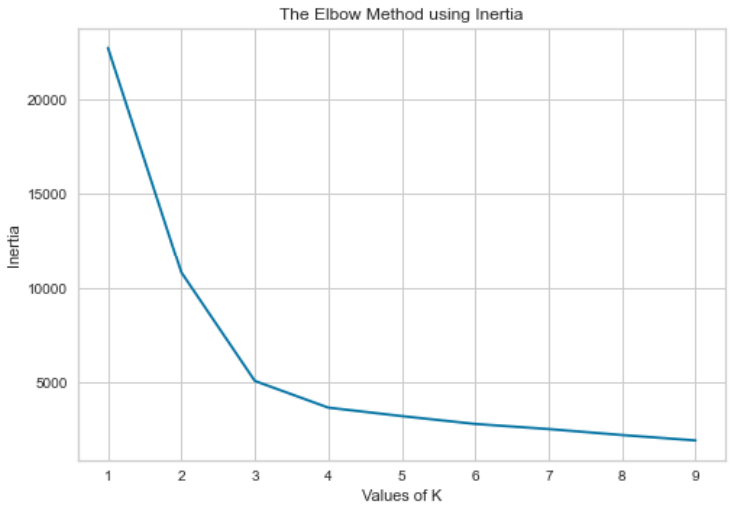 The Elbow Method using Inertia
20000
15000
10000
5000
Inertia
1 2 3 4 5 6 7 8 9
Values of K